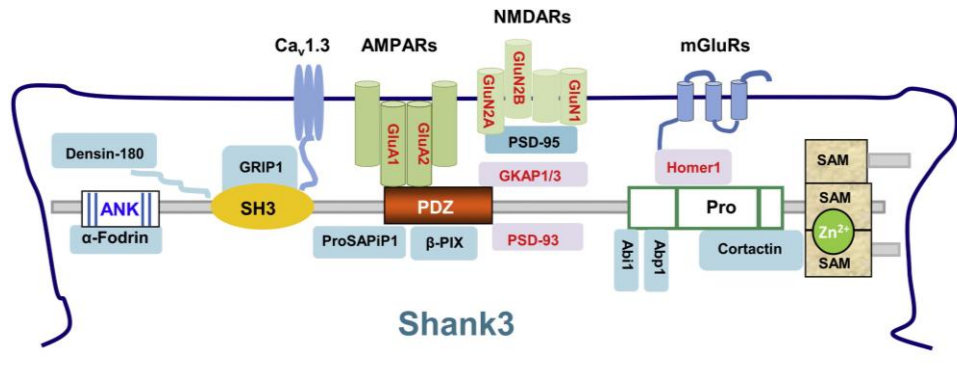 NMDARs
Ca_v1.3
AMPARs
mGluRs
GluN2A
GluN2B
GluN1
GluA1
GluA2
PSD-95
Densin-180
GRIP1
GKAP1/3
Homer1
SAM
ANK
SH3
PDZ
Pro
SAM
Zn²⁺
SAM
α-Fodrin
ProSAPiP1
β-PIX
PSD-93
Abi1
Abp1
Cortactin
Shank3